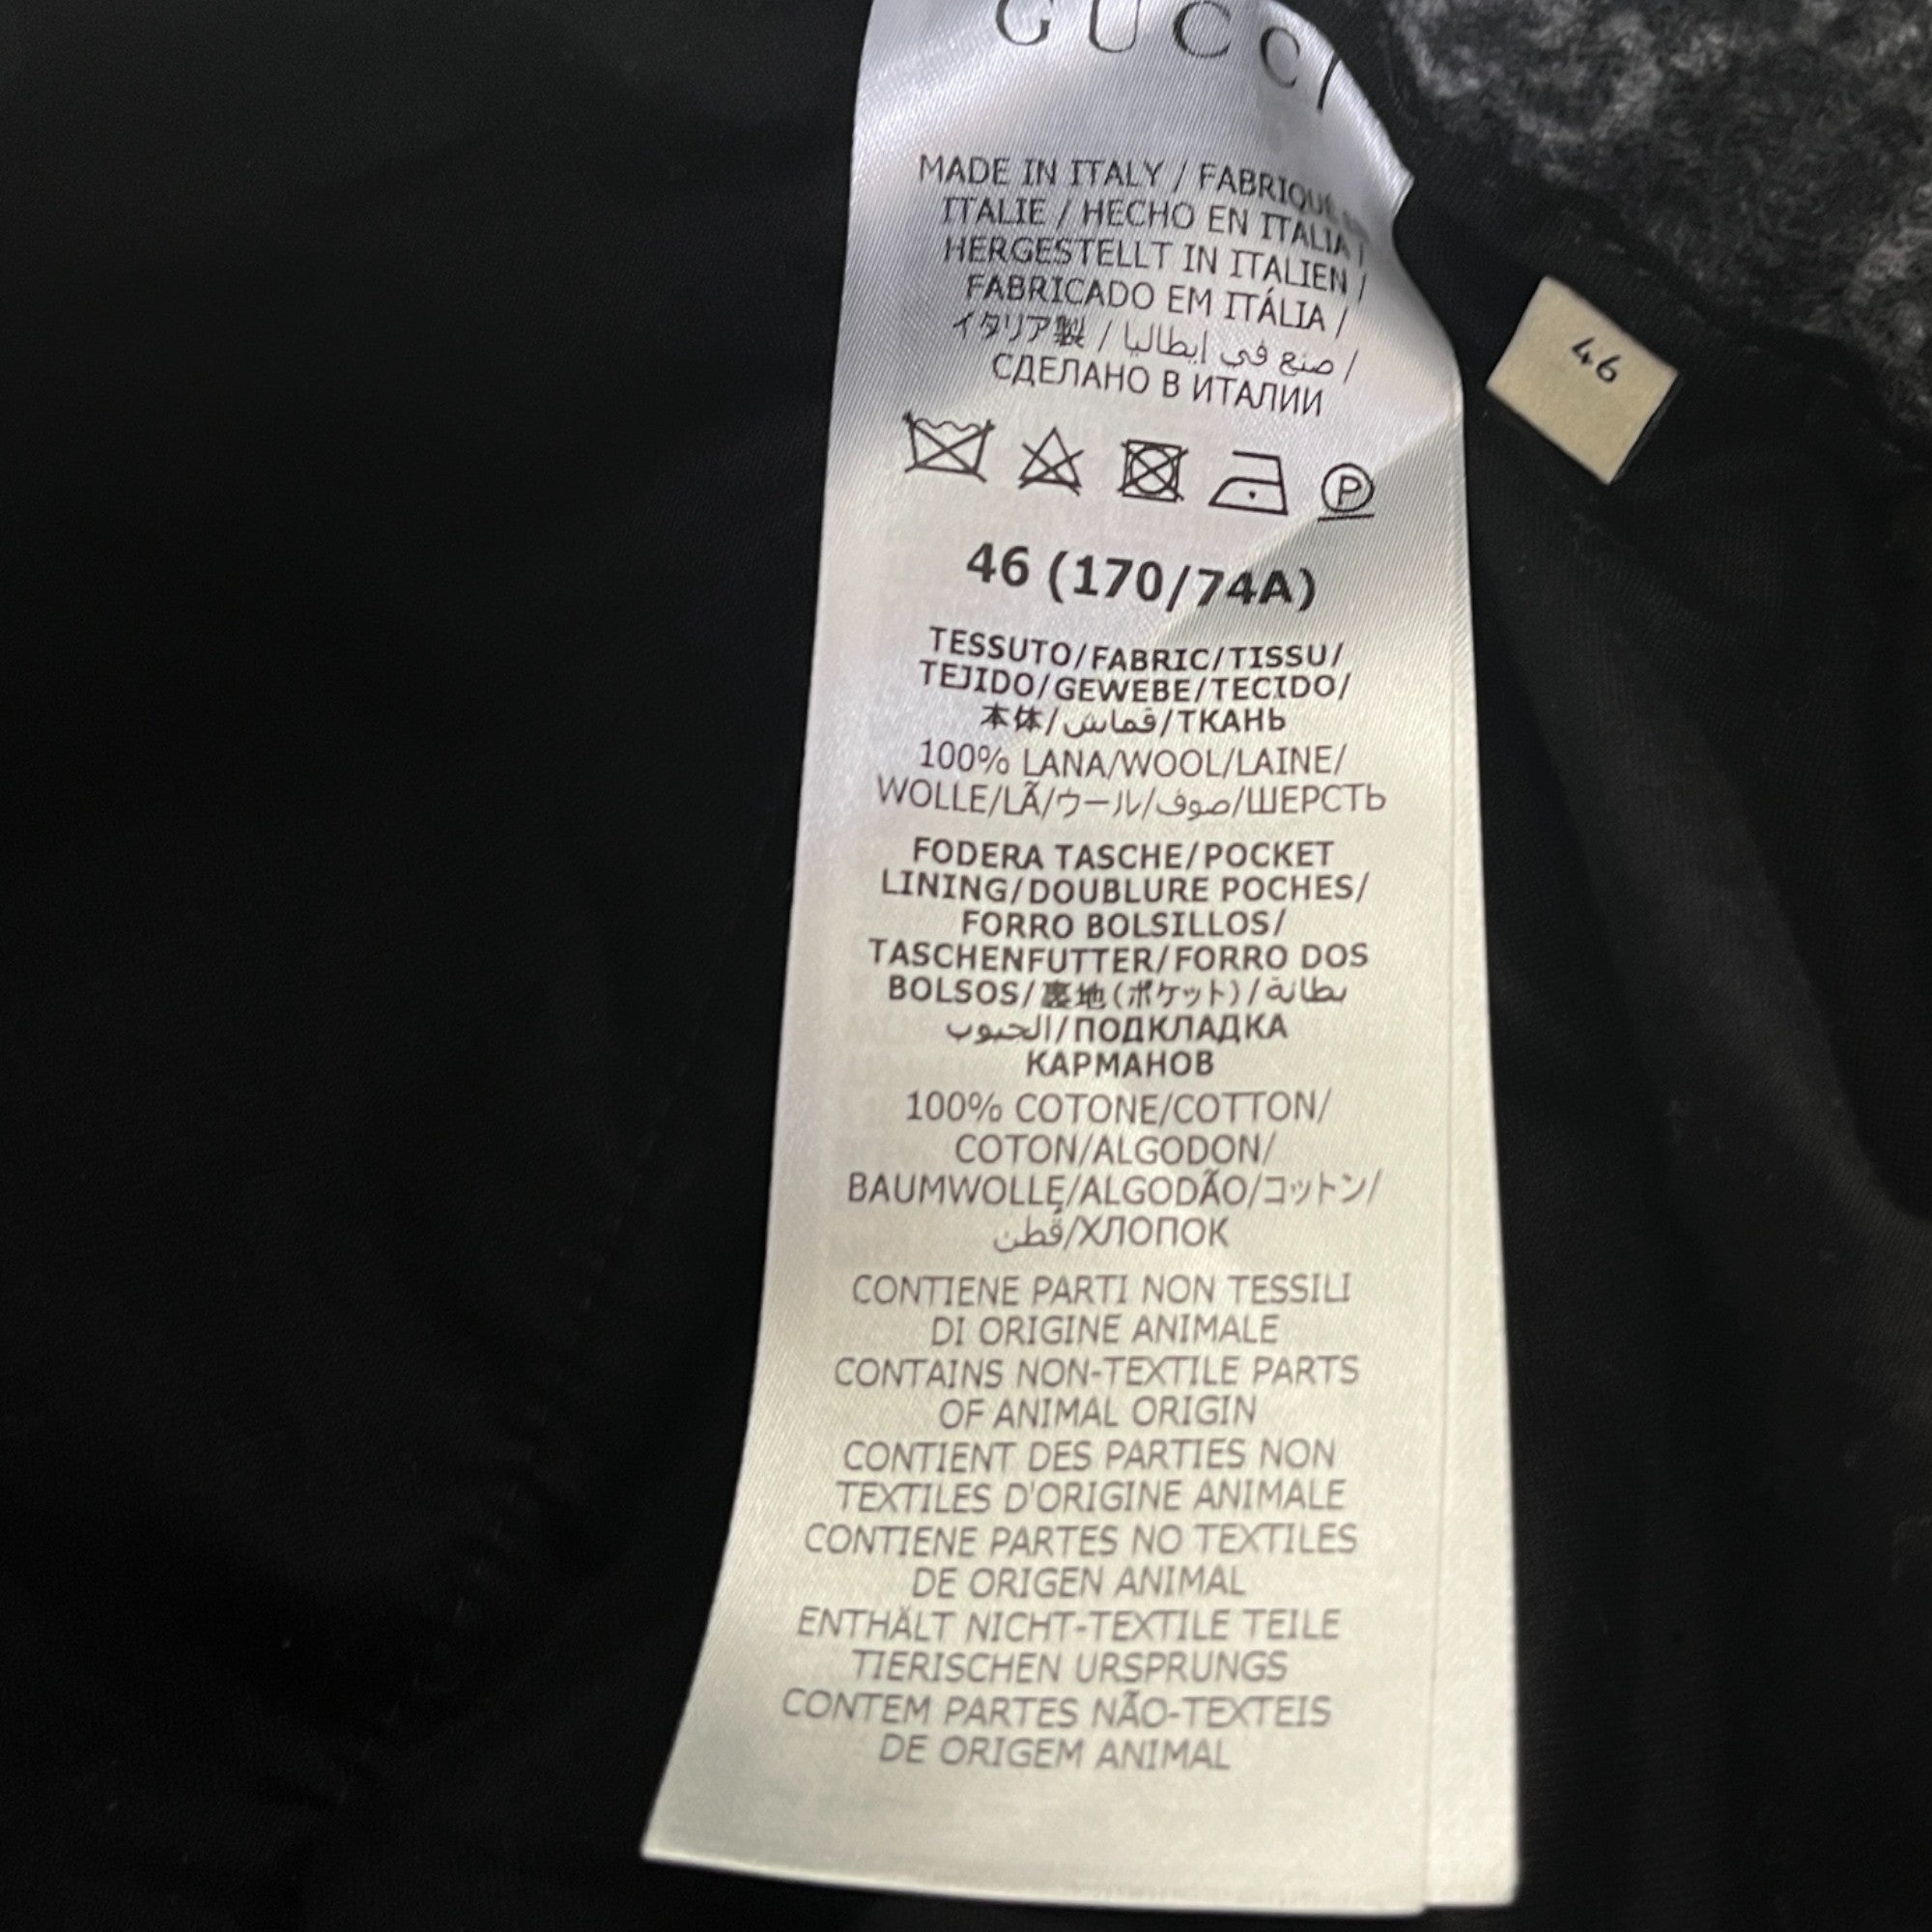 GUCCI
MADE IN ITALY / FABRIQUÉ EN
ITALIE / HECHO EN ITALIA /
HERGESTELLT IN ITALIEN /
FABRICADO EM ITÁLIA /
イタリア製 / صنع في إيطاليا /
СДЕЛАНО В ИТАЛИИ
P
46 (170/74A)
TESSUTO/FABRIC/TISSU/
TEJIDO/GEWEBE/TECIDO/
本体/قماش/ТКАНЬ
100% LANA/WOOL/LAINE/
WOLLE/LÃ/ウール/صوف/ШЕРСТЬ
FODERA TASCHE/POCKET
LINING/DOUBLURE POCHES/
FORRO BOLSILLOS/
TASCHENFUTTER/FORRO DOS
BOLSOS/裏地(ポケット)/بطانة
الجيوب/ПОДКЛАДКА
КАРМАНОВ
100% COTONE/COTTON/
COTON/ALGODON/
BAUMWOLLE/ALGODÃO/コットン/
قطن/ХЛОПОК
CONTIENE PARTI NON TESSILI
DI ORIGINE ANIMALE
CONTAINS NON-TEXTILE PARTS
OF ANIMAL ORIGIN
CONTIENT DES PARTIES NON
TEXTILES D'ORIGINE ANIMALE
CONTIENE PARTES NO TEXTILES
DE ORIGEN ANIMAL
ENTHÄLT NICHT-TEXTILE TEILE
TIERISCHEN URSPRUNGS
CONTEM PARTES NÃO-TEXTEIS
DE ORIGEM ANIMAL
46